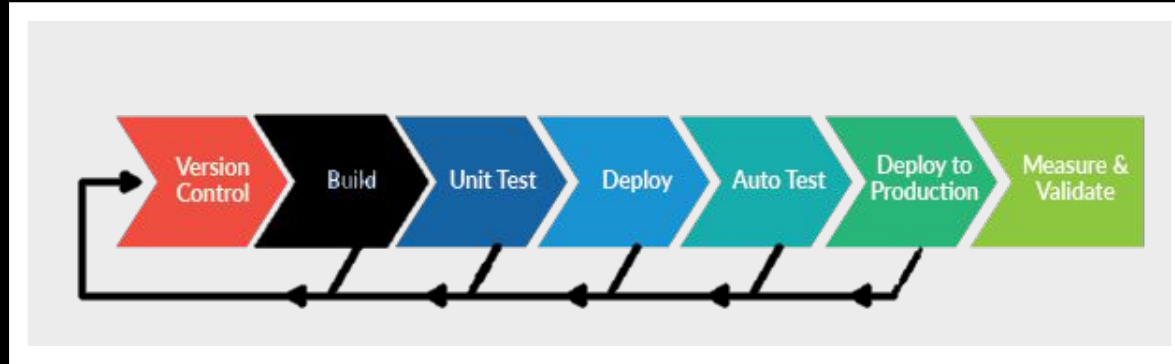 Version
Control
Build
Unit Test
Deploy
Auto Test
Deploy to
Production
Measure &
Validate